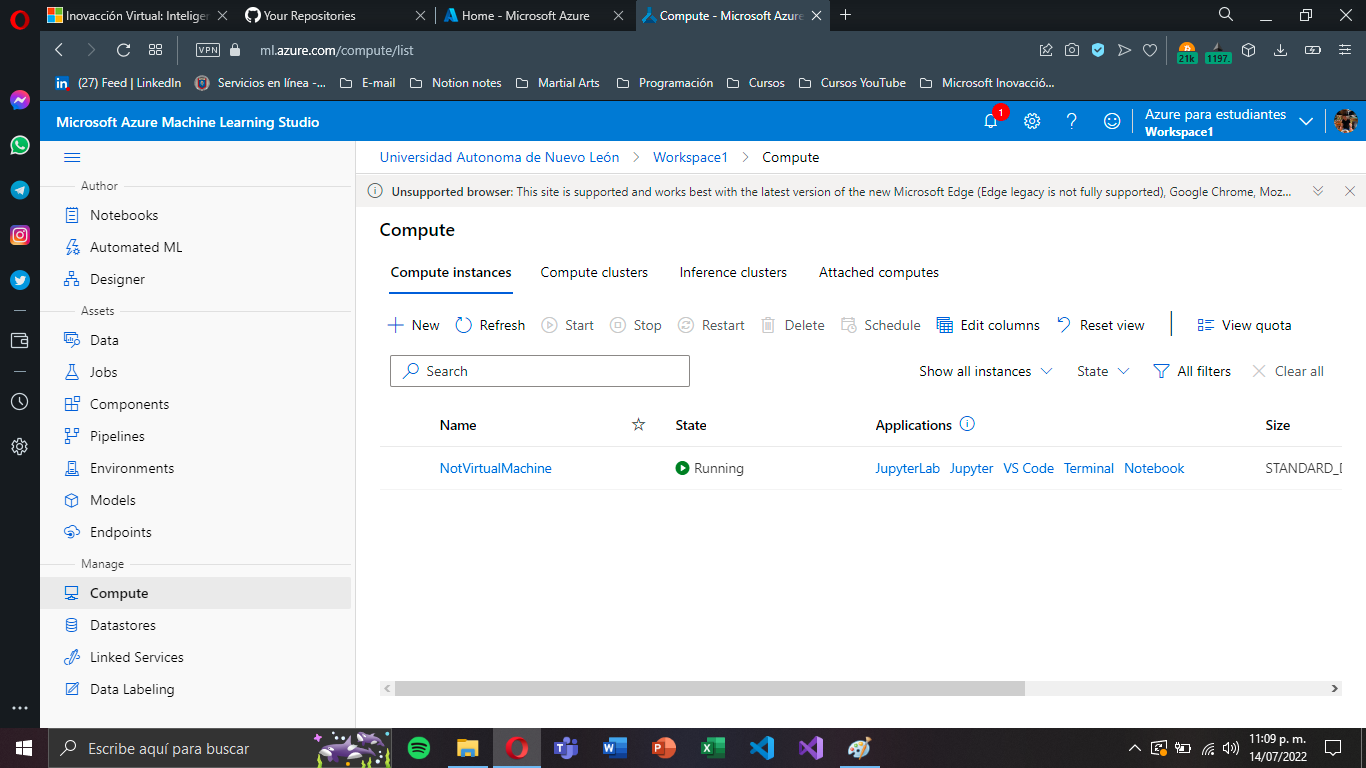 Inovacción Virtual: Inteliger
Your Repositories
Home - Microsoft Azure
Compute - Microsoft Azure
VPN
ml.azure.com/compute/list
21k
1197.
(27) Feed | LinkedIn
Servicios en línea -...
E-mail
Notion notes
Martial Arts
Programación
Cursos
Cursos YouTube
Microsoft Inovacció...
Microsoft Azure Machine Learning Studio
1
Azure para estudiantes
Workspace1
Universidad Autonoma de Nuevo León > Workspace1 > Compute
Unsupported browser: This site is supported and works best with the latest version of the new Microsoft Edge (Edge legacy is not fully supported), Google Chrome, Moz...
Author
Notebooks
Automated ML
Designer
Assets
Data
Jobs
Components
Pipelines
Environments
Models
Endpoints
Manage
Compute
Datastores
Linked Services
Data Labeling
Compute
Compute instances
Compute clusters
Inference clusters
Attached computes
New
Refresh
Start
Stop
Restart
Delete
Schedule
Edit columns
Reset view
View quota
Search
Show all instances
State
All filters
Clear all
Name
State
Applications
Size
NotVirtualMachine
Running
JupyterLab Jupyter VS Code Terminal Notebook
STANDARD_D
Escribe aquí para buscar
11:09 p. m.
14/07/2022